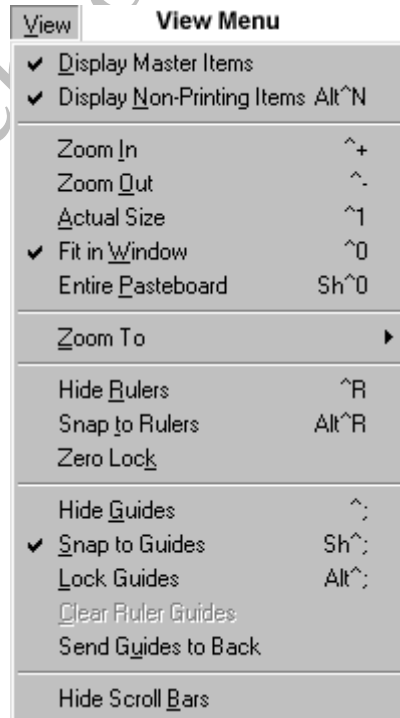 View View Menu
✔ Display Master Items
✔ Display Non-Printing Items Alt^N
Zoom In ^+
Zoom Out ^-
Actual Size ^1
✔ Fit in Window ^0
Entire Pasteboard Sh^0
Zoom To
Hide Rulers ^R
Snap to Rulers Alt^R
Zero Lock
Hide Guides ^;
✔ Snap to Guides Sh^;
Lock Guides Alt^;
Clear Ruler Guides
Send Guides to Back
Hide Scroll Bars